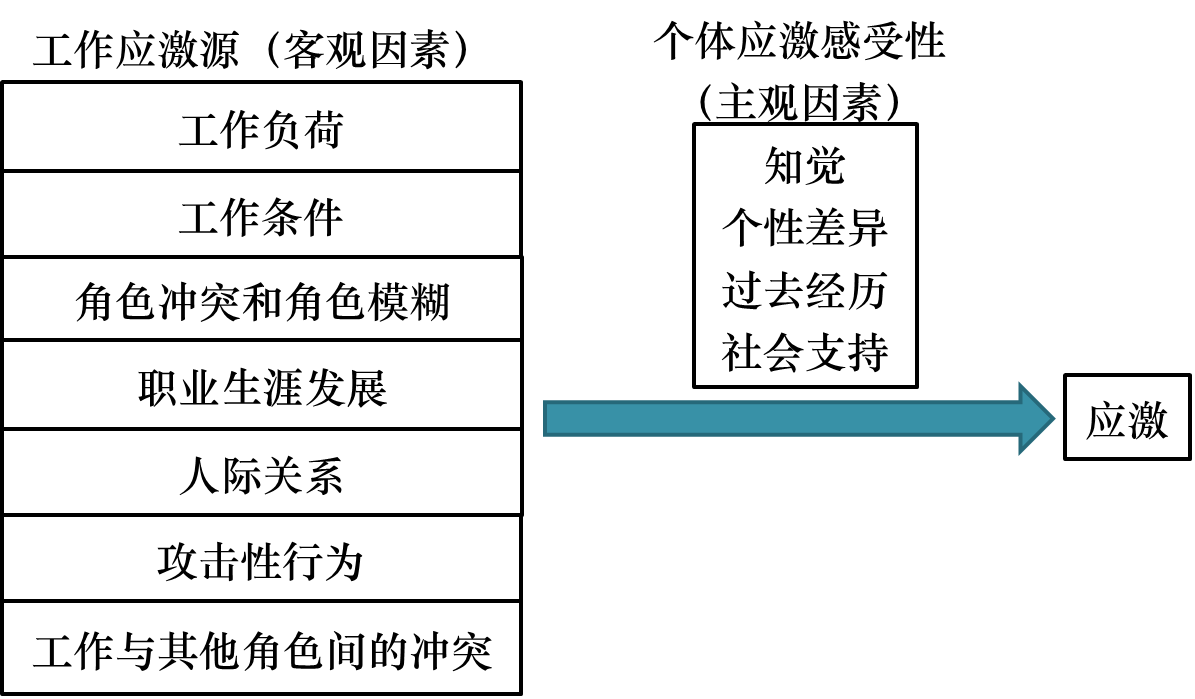 工作应激源（客观因素）
工作负荷
工作条件
角色冲突和角色模糊
职业生涯发展
人际关系
攻击性行为
工作与其他角色间的冲突
个体应激感受性
（主观因素）
知觉
个性差异
过去经历
社会支持
应激